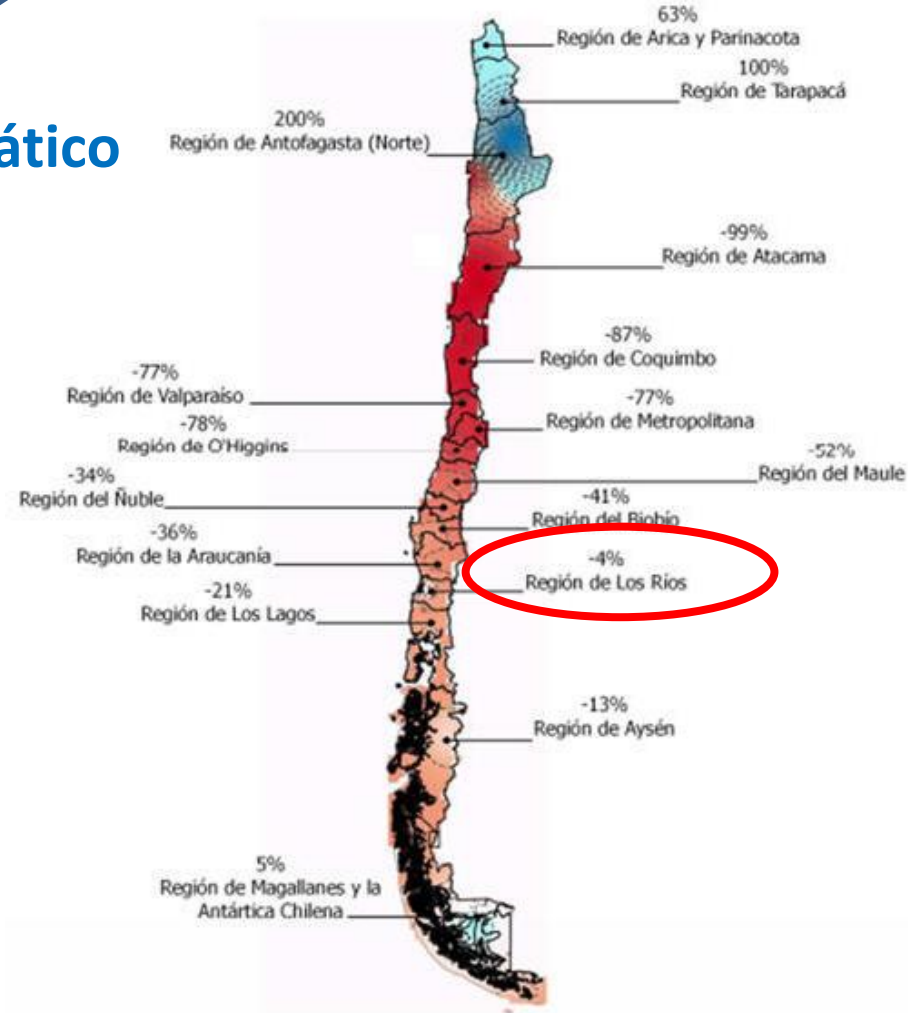 ático
63%
Región de Arica y Parinacota
100%
Región de Tarapacá
200%
Región de Antofagasta (Norte)
-99%
Región de Atacama
-87%
Región de Coquimbo
-77%
Región de Valparaíso
-77%
Región de Metropolitana
-78%
Región de O'Higgins
-52%
Región del Maule
-34%
Región del Ñuble
-41%
Región del Biobío
-36%
Región de la Araucanía
-4%
Región de Los Ríos
-21%
Región de Los Lagos
-13%
Región de Aysén
5%
Región de Magallanes y la
Antártica Chilena